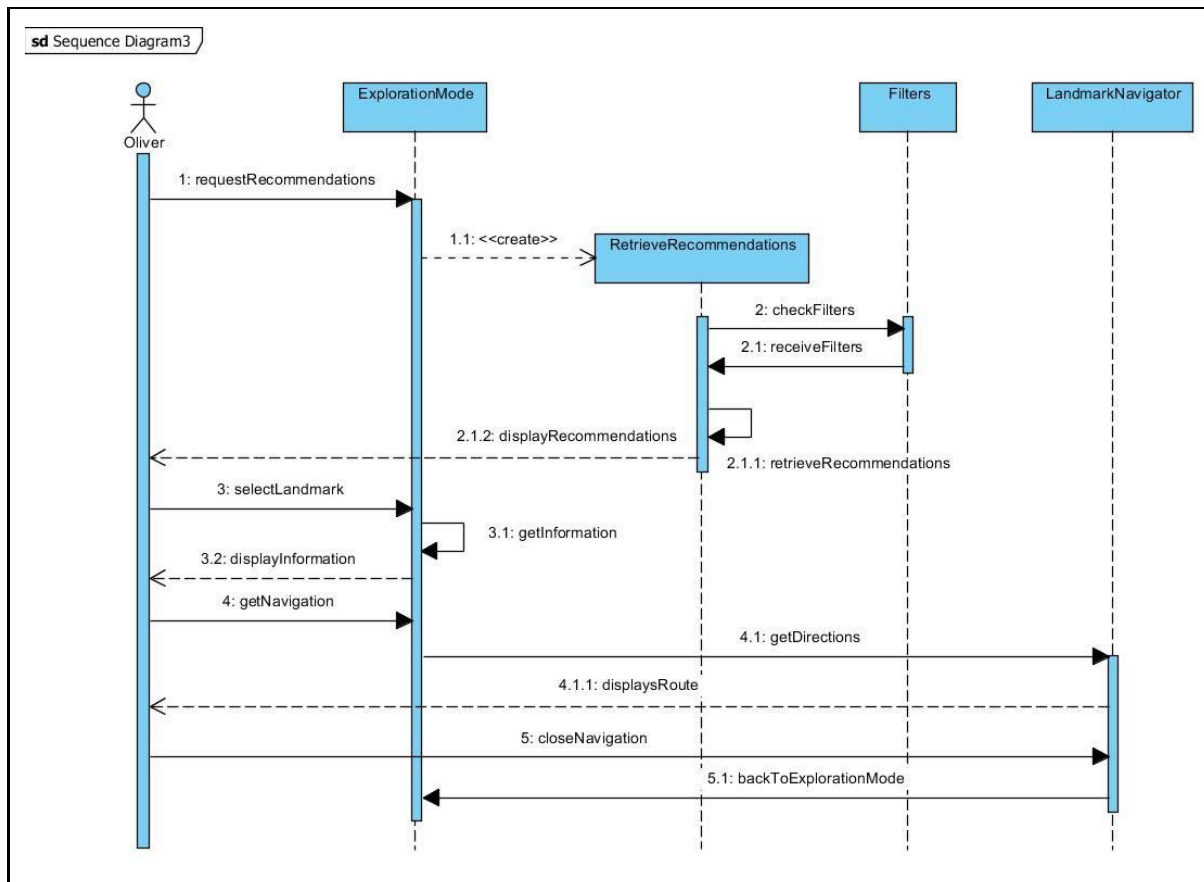 sd Sequence Diagram3
Oliver
ExplorationMode
Filters
LandmarkNavigator
1: requestRecommendations
1.1: <<create>>
RetrieveRecommendations
2: checkFilters
2.1: receiveFilters
2.1.2: displayRecommendations
2.1.1: retrieveRecommendations
3: selectLandmark
3.1: getInformation
3.2: displayInformation
4: getNavigation
4.1: getDirections
4.1.1: displaysRoute
5: closeNavigation
5.1: backToExplorationMode